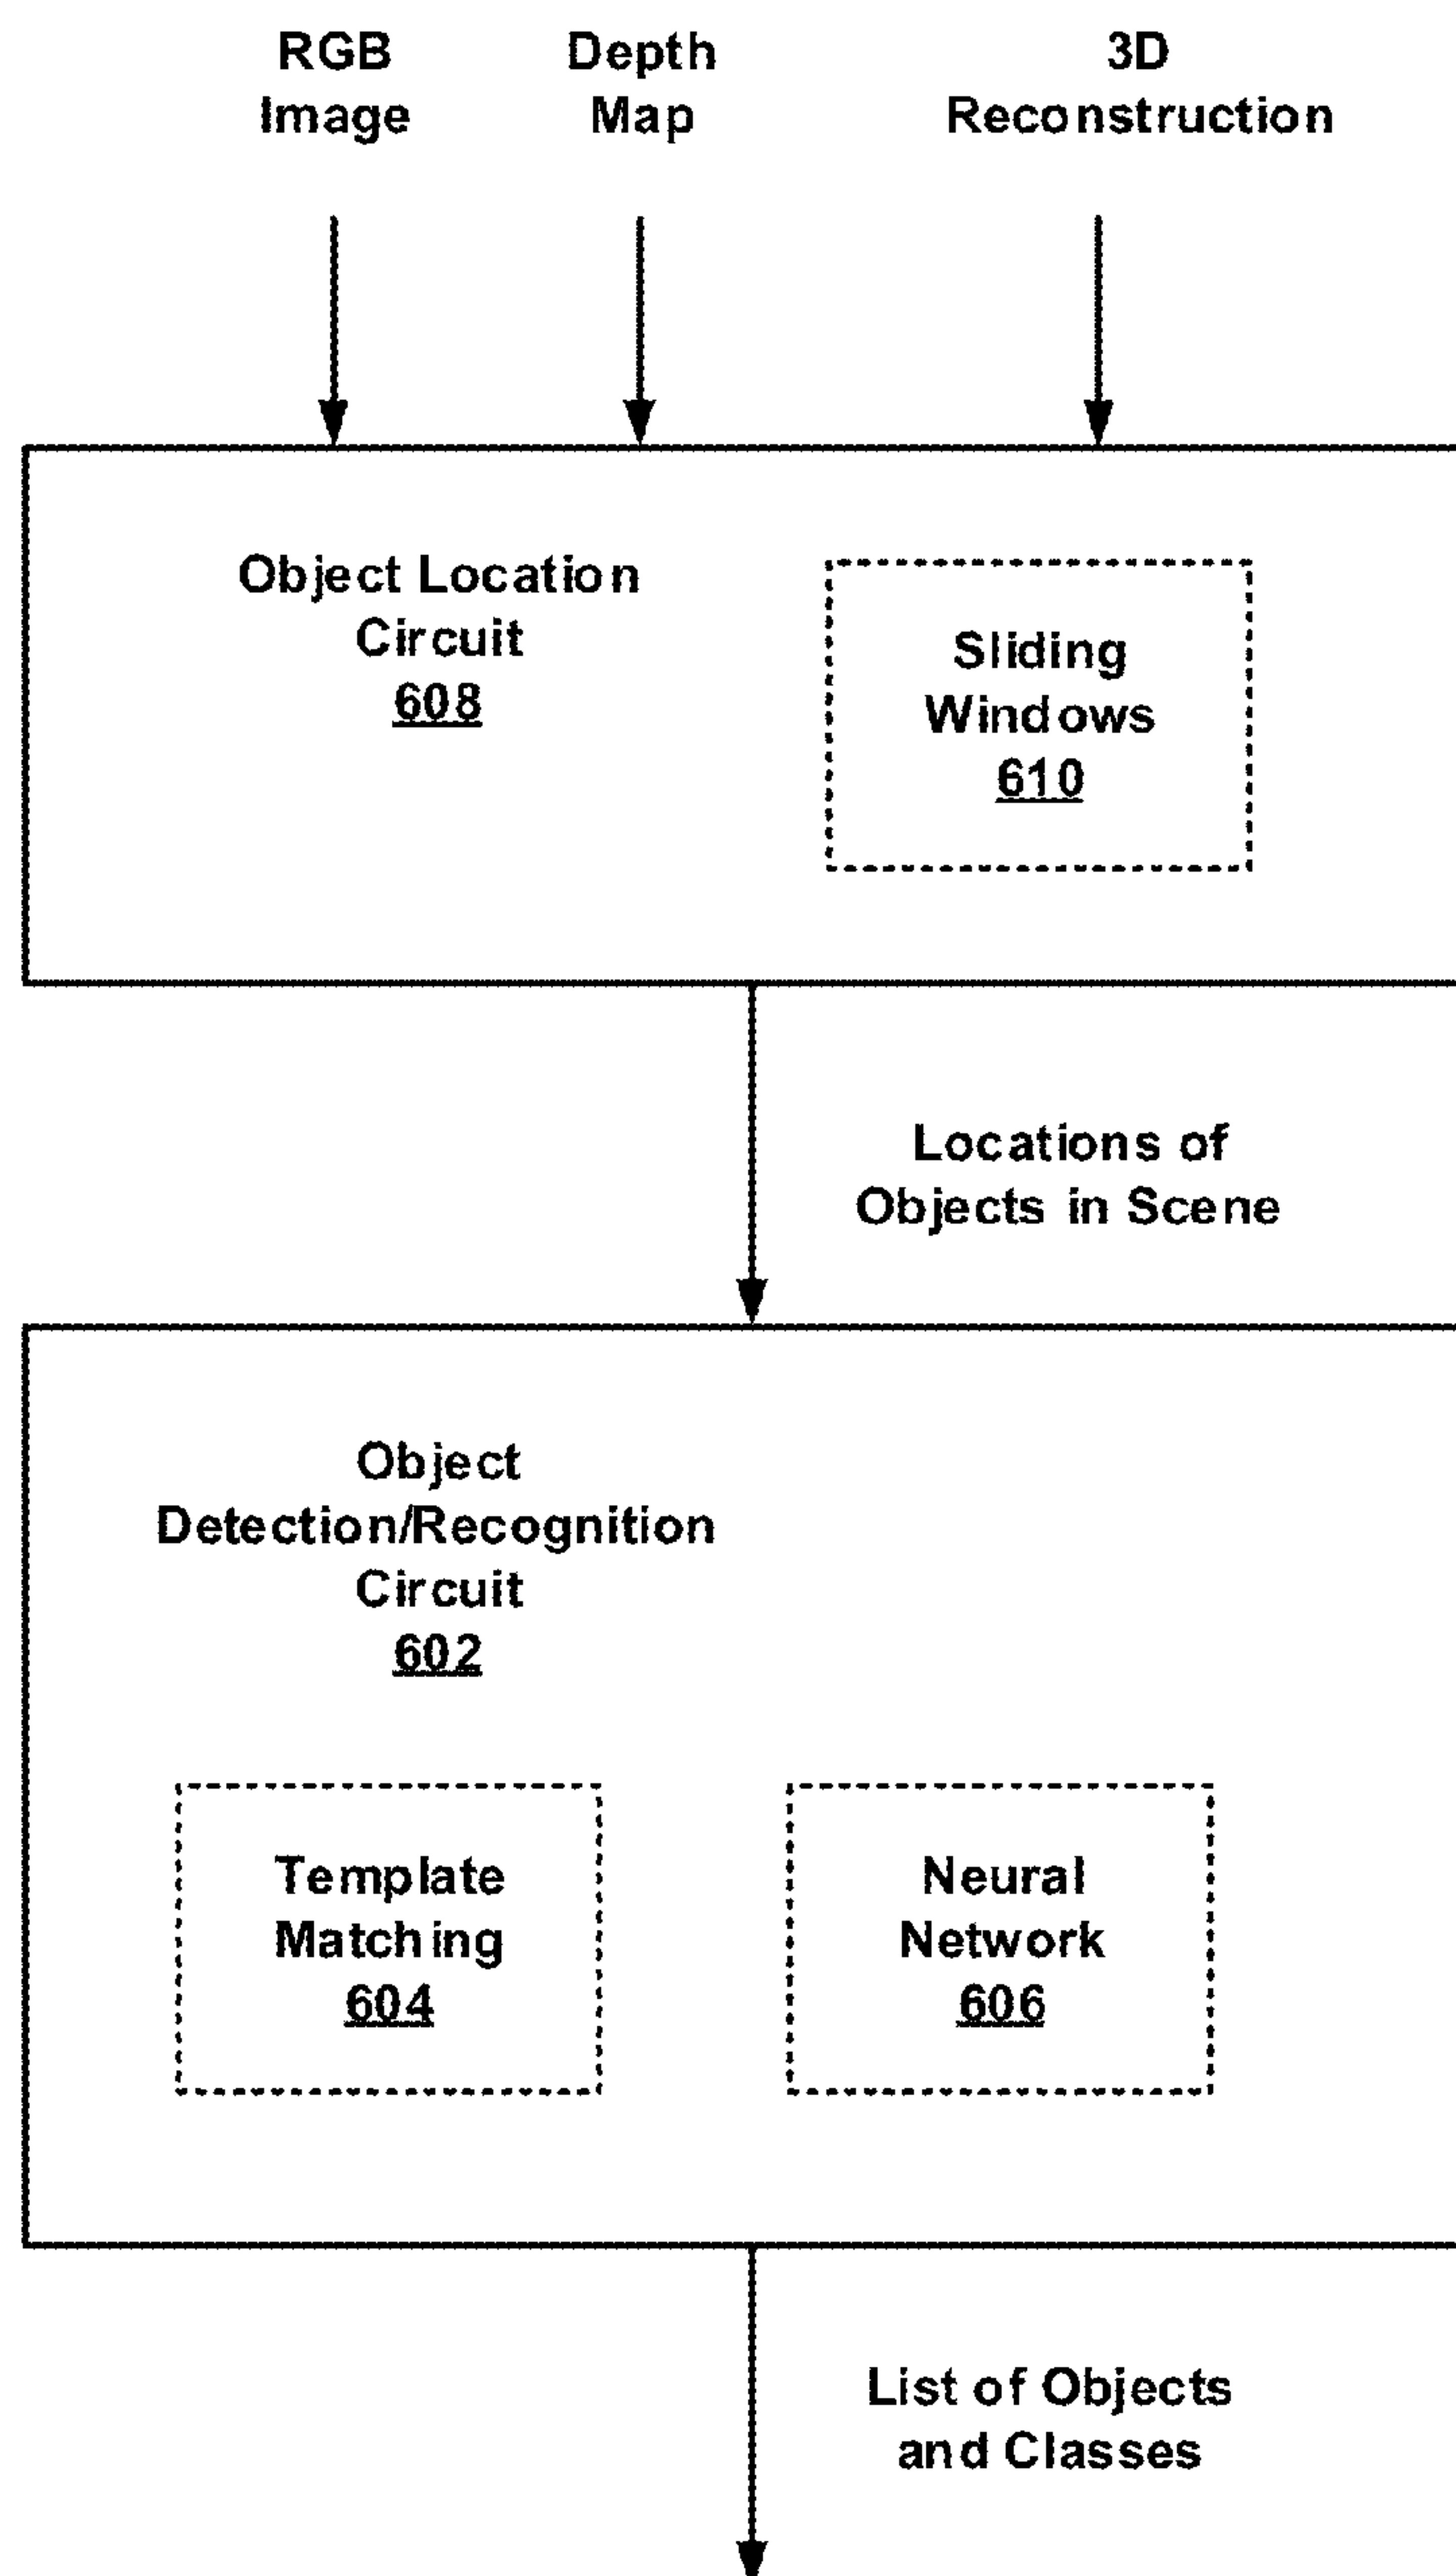 RGB
Image
Depth
Map
3D
Reconstruction
Object Location
Circuit
608
Sliding
Windows
610
Locations of
Objects in Scene
Object
Detection/Recognition
Circuit
602
Template
Matching
604
Neural
Network
606
List of Objects
and Classes